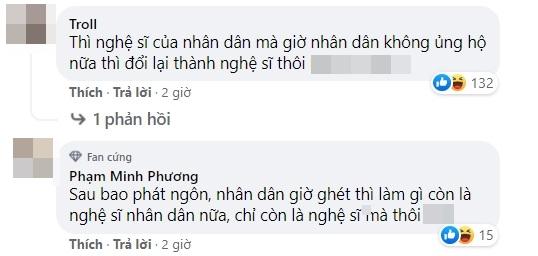 Troll
Thì nghệ sĩ của nhân dân mà giờ nhân dân không ủng hộ
nữa thì đổi lại thành nghệ sĩ thôi
132
Thích · Trả lời · 2 giờ
1 phản hồi
Fan cứng
Phạm Minh Phương
Sau bao phát ngôn, nhân dân giờ ghét thì làm gì còn là
nghệ sĩ nhân dân nữa, chỉ còn là nghệ sĩ mà thôi
15
Thích · Trả lời · 2 giờ